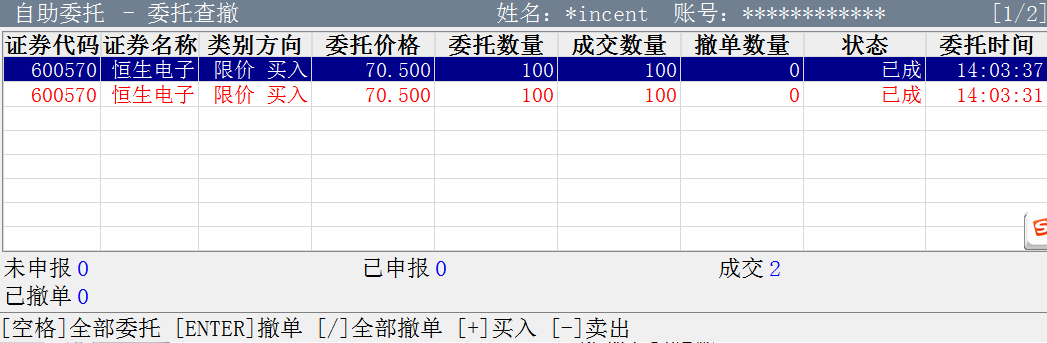 自助委托 - 委托查撤 姓名: *incent 账号: ************ [1/2]
证券代码 证券名称 类别方向 委托价格 委托数量 成交数量 撤单数量 状态 委托时间
600570 恒生电子 限价 买入 70.500 100 100 0 已成 14:03:37
600570 恒生电子 限价 买入 70.500 100 100 0 已成 14:03:31
未申报 0 已申报 0 成交 2
已撤单 0
[空格]全部委托 [ENTER]撤单 [/]全部撤单 [+]买入 [-]卖出